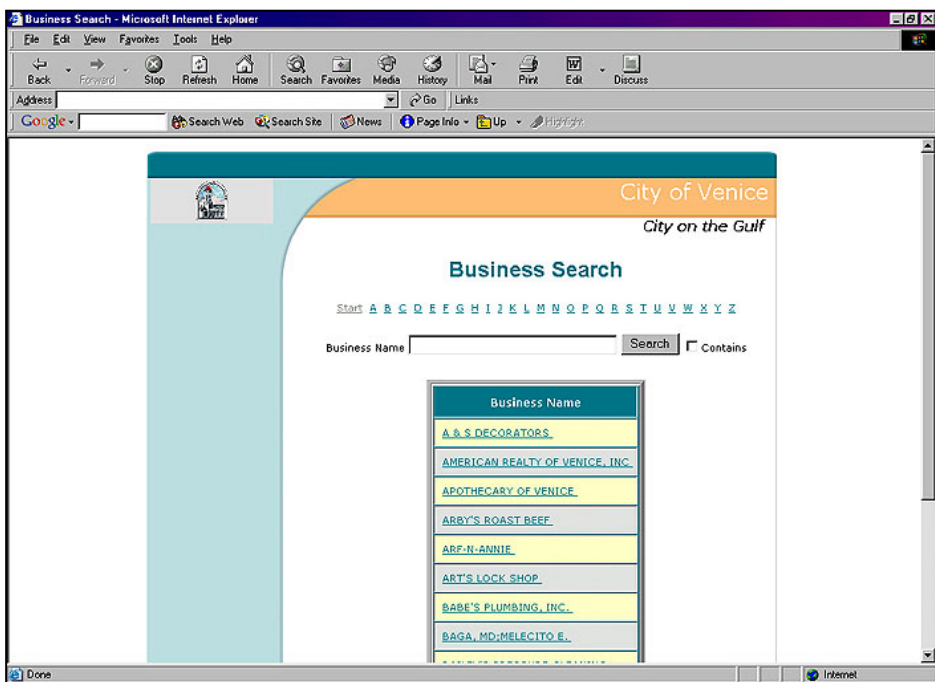 Business Search - Microsoft Internet Explorer
File Edit View Favorites Tools Help
Back Forward Stop Refresh Home Search Favorites Media History Mail Print Edit Discuss
Address Go Links
Google Search Web Search Site News Page Info Up Highlight
City of Venice
City on the Gulf
Business Search
Start A B C D E F G H I J K L M N O P Q R S T U V W X Y Z
Business Name Search Contains
Business Name
A & S DECORATORS
AMERICAN REALTY OF VENICE, INC
APOTHECARY OF VENICE
ARBY'S ROAST BEEF
ARF-N-ANNIE
ART'S LOCK SHOP
BABE'S PLUMBING, INC.
BAGA, MD;MELECITO E.
Done Internet